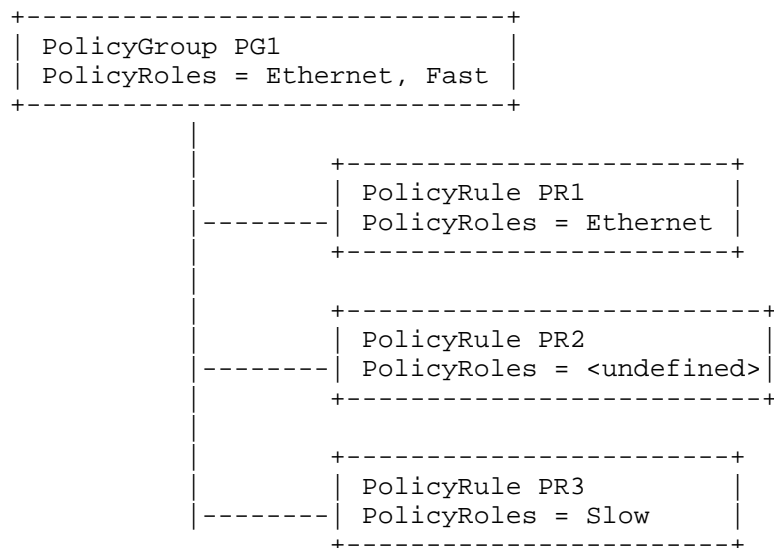 PolicyGroup PG1
PolicyRoles = Ethernet, Fast
PolicyRule PR1
PolicyRoles = Ethernet
PolicyRule PR2
PolicyRoles = <undefined>
PolicyRule PR3
PolicyRoles = Slow